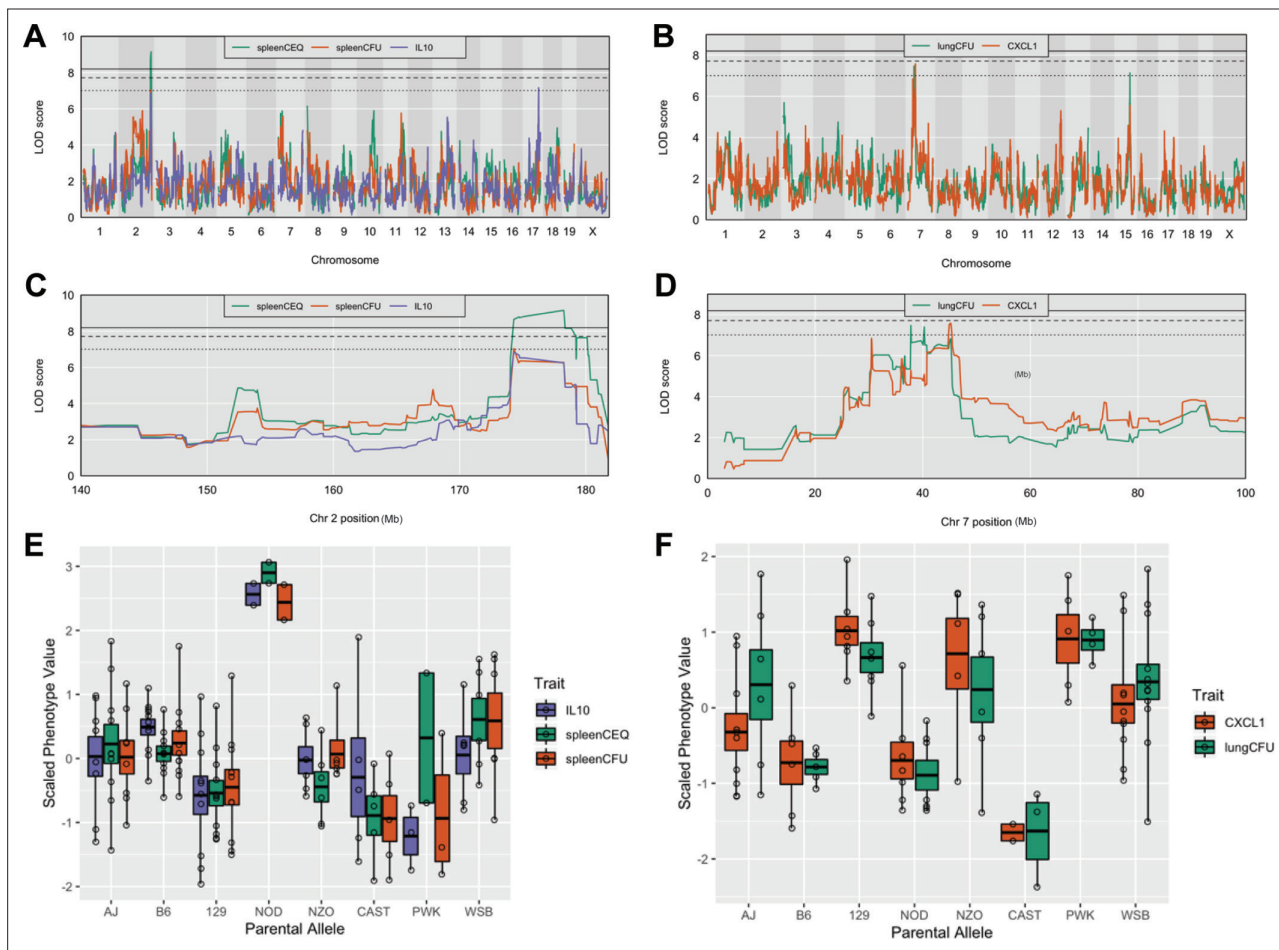 A
10
8
6
4
2
0
LOD score
spleenCEQ spleenCFU IL10
1 2 3 4 5 6 7 8 9 10 11 12 13 14 15 16 17 18 19 X
Chromosome
B
8
6
4
2
0
LOD score
lungCFU CXCL1
1 2 3 4 5 6 7 8 9 10 11 12 13 14 15 16 17 18 19 X
Chromosome
C
10
8
6
4
2
0
LOD score
spleenCEQ spleenCFU IL10
140 150 160 170 180
Chr 2 position (Mb)
D
8
6
4
2
0
LOD score
lungCFU CXCL1
(Mb)
0 20 40 60 80 100
Chr 7 position (Mb)
E
3
2
1
0
-1
-2
Scaled Phenotype Value
AJ B6 129 NOD NZO CAST PWK WSB
Parental Allele
Trait
IL10
spleenCEQ
spleenCFU
F
2
1
0
-1
-2
Scaled Phenotype Value
AJ B6 129 NOD NZO CAST PWK WSB
Parental Allele
Trait
CXCL1
lungCFU